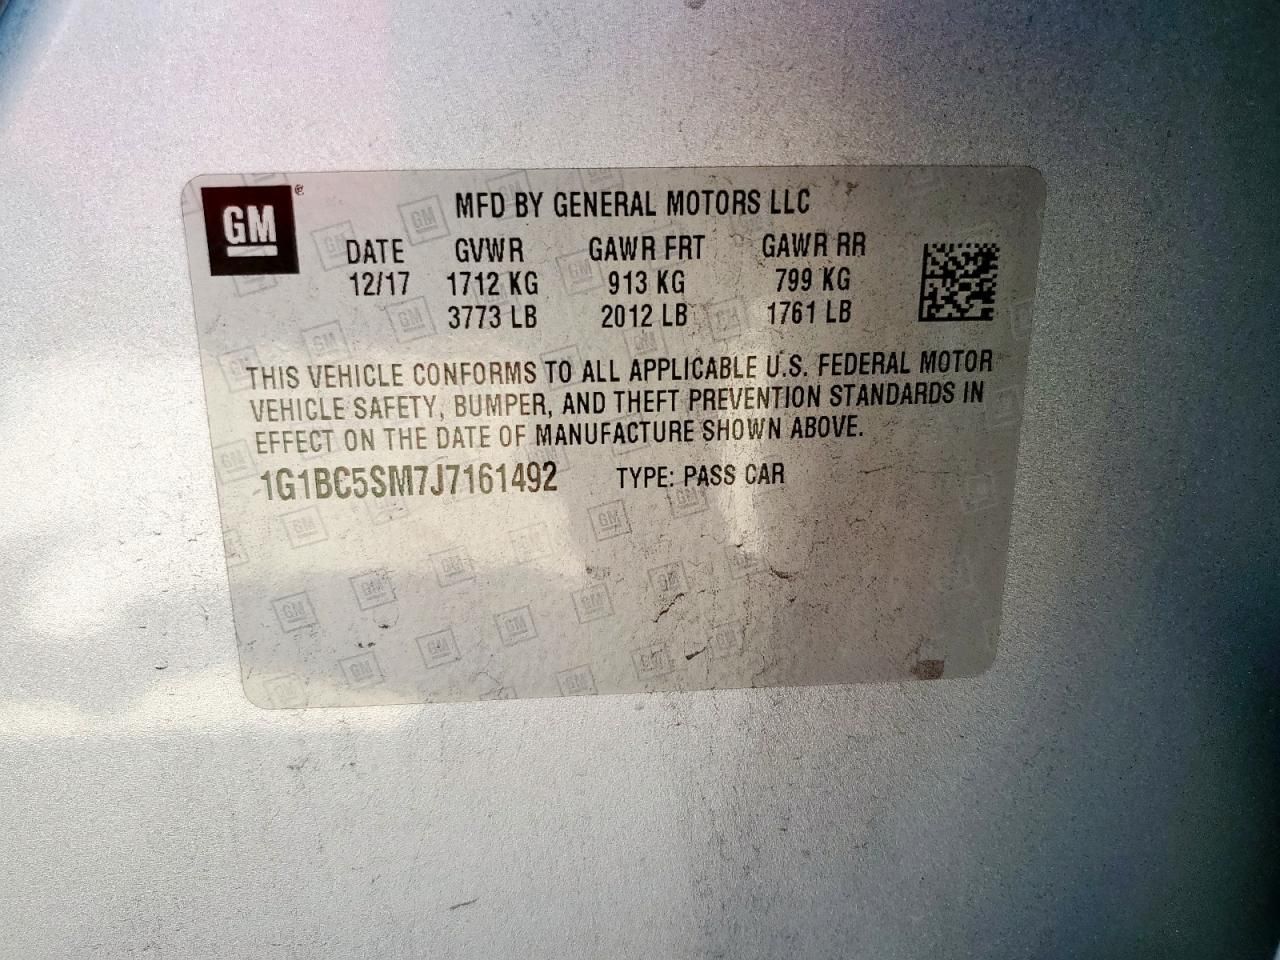 GM ®
MFD BY GENERAL MOTORS LLC
DATE GVWR GAWR FRT GAWR RR
12/17 1712 KG 913 KG 799 KG
3773 LB 2012 LB 1761 LB
THIS VEHICLE CONFORMS TO ALL APPLICABLE U.S. FEDERAL MOTOR
VEHICLE SAFETY, BUMPER, AND THEFT PREVENTION STANDARDS IN
EFFECT ON THE DATE OF MANUFACTURE SHOWN ABOVE.
1G1BC5SM7J7161492 TYPE: PASS CAR